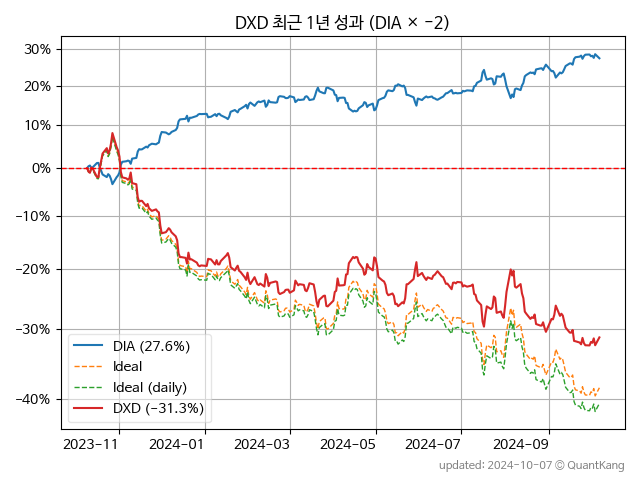 DXD 최근 1년 성과 (DIA × −2)
30%
20%
10%
0%
−10%
−20%
−30%
−40%
DIA (27.6%)
Ideal
Ideal (daily)
DXD (−31.3%)
2023-11
2024-01
2024-03
2024-05
2024-07
2024-09
updated: 2024-10-07 © QuantKang